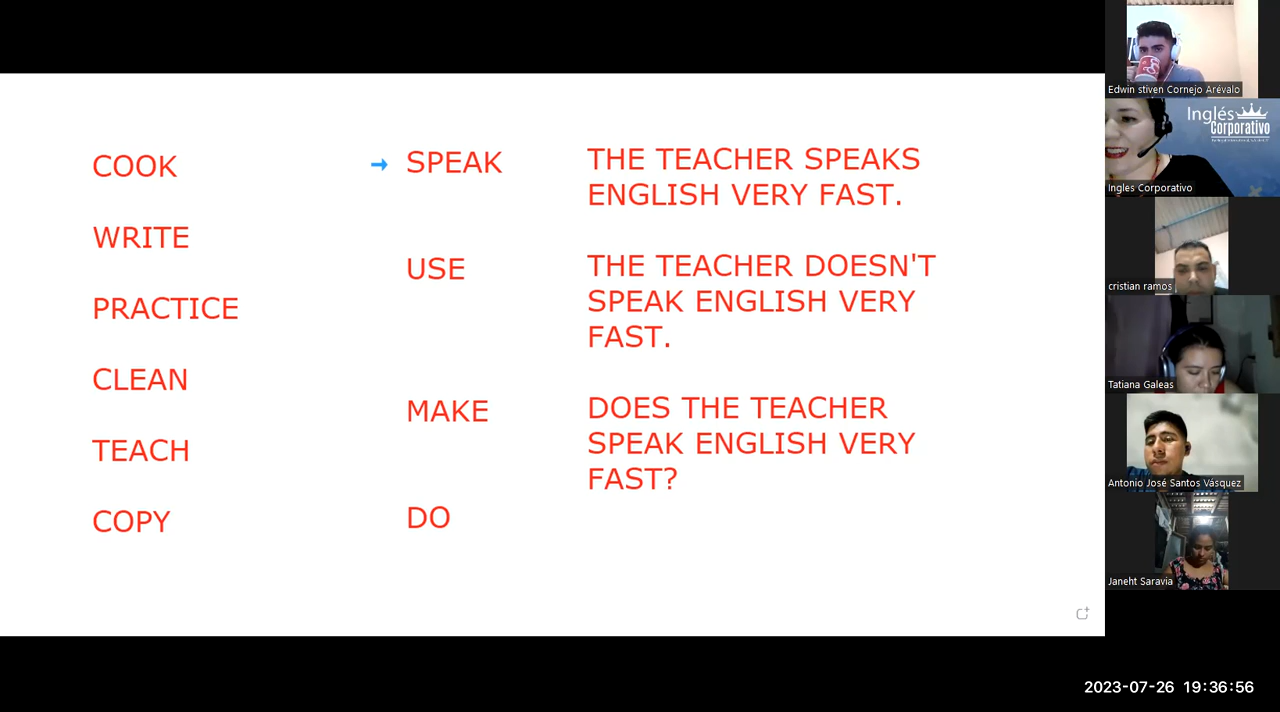 COOK
WRITE
PRACTICE
CLEAN
TEACH
COPY
SPEAK
USE
MAKE
DO
THE TEACHER SPEAKS
ENGLISH VERY FAST.
THE TEACHER DOESN'T
SPEAK ENGLISH VERY
FAST.
DOES THE TEACHER
SPEAK ENGLISH VERY
FAST?
Edwin stiven Cornejo Arévalo
Inglés
Corporativo
Ingles Corporativo
cristian ramos
Tatiana Galeas
Antonio José Santos Vásquez
Janeht Saravia
2023-07-26 19:36:56